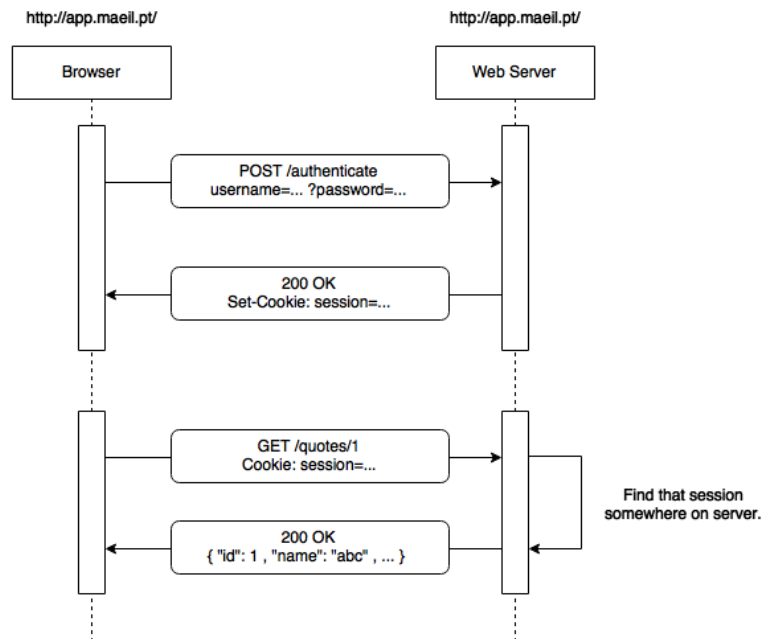 http://app.maeil.pt/
http://app.maeil.pt/
Browser
Web Server
POST /authenticate
username=... ?password=...
200 OK
Set-Cookie: session=...
GET /quotes/1
Cookie: session=...
Find that session
somewhere on server.
200 OK
{ "id": 1 , "name": "abc" , ... }